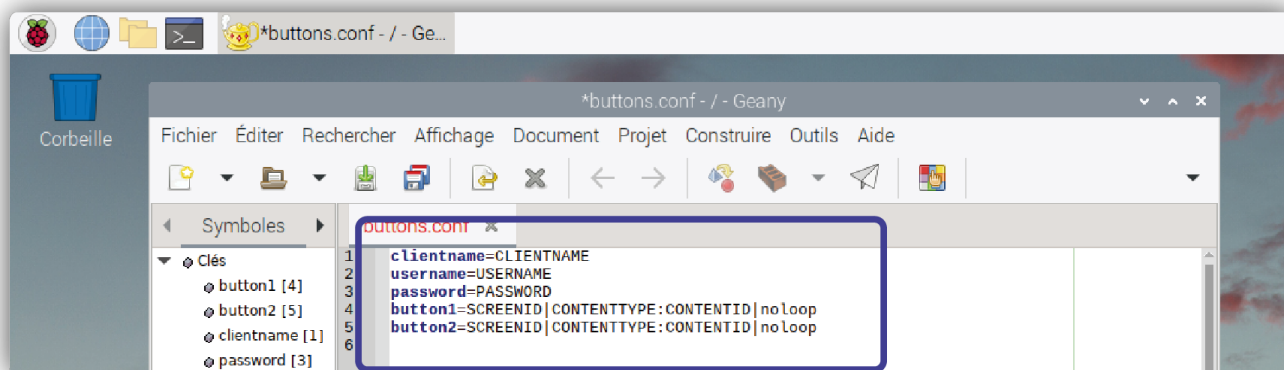 *buttons.conf - / - Ge...
Corbeille
*buttons.conf - / - Geany
Fichier Éditer Rechercher Affichage Document Projet Construire Outils Aide
Symboles
buttons.conf
Clés
button1 [4]
button2 [5]
clientname [1]
password [3]
1 clientname=CLIENTNAME
2 username=USERNAME
3 password=PASSWORD
4 button1=SCREENID|CONTENTTYPE:CONTENTID|noloop
5 button2=SCREENID|CONTENTTYPE:CONTENTID|noloop
6